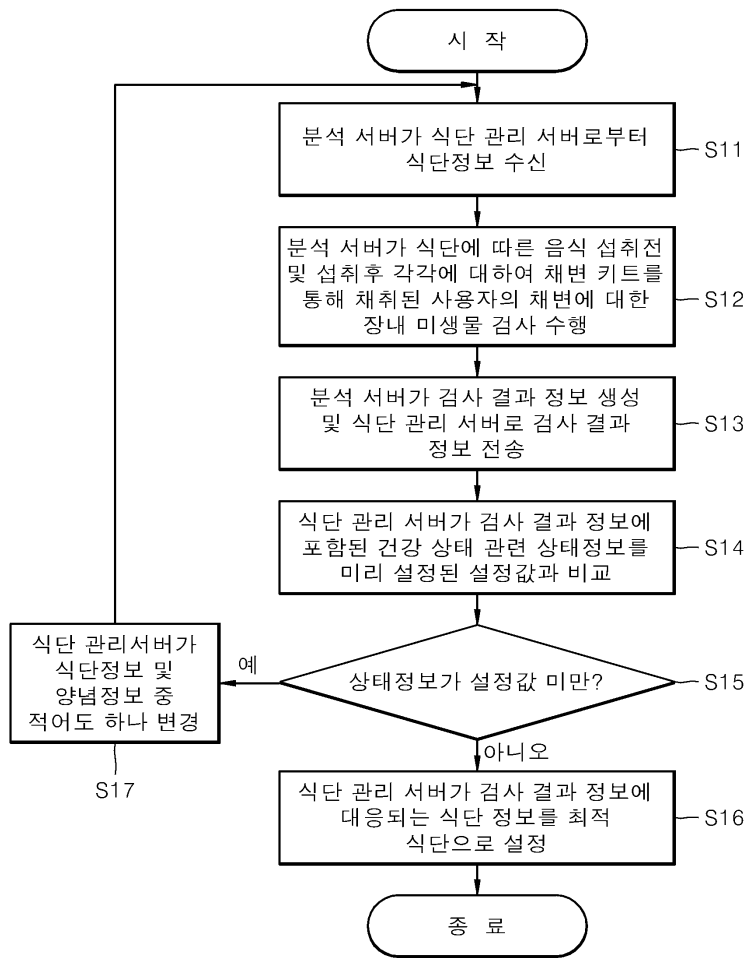 시 작
분석 서버가 식단 관리 서버로부터
식단정보 수신
S11
분석 서버가 식단에 따른 음식 섭취전
및 섭취후 각각에 대하여 채변 키트를
통해 채취된 사용자의 채변에 대한
장내 미생물 검사 수행
S12
분석 서버가 검사 결과 정보 생성
및 식단 관리 서버로 검사 결과
정보 전송
S13
식단 관리 서버가 검사 결과 정보에
포함된 건강 상태 관련 상태정보를
미리 설정된 설정값과 비교
S14
상태정보가 설정값 미만?
S15
예
식단 관리서버가
식단정보 및
양념정보 중
적어도 하나 변경
S17
아니오
식단 관리 서버가 검사 결과 정보에
대응되는 식단 정보를 최적
식단으로 설정
S16
종 료